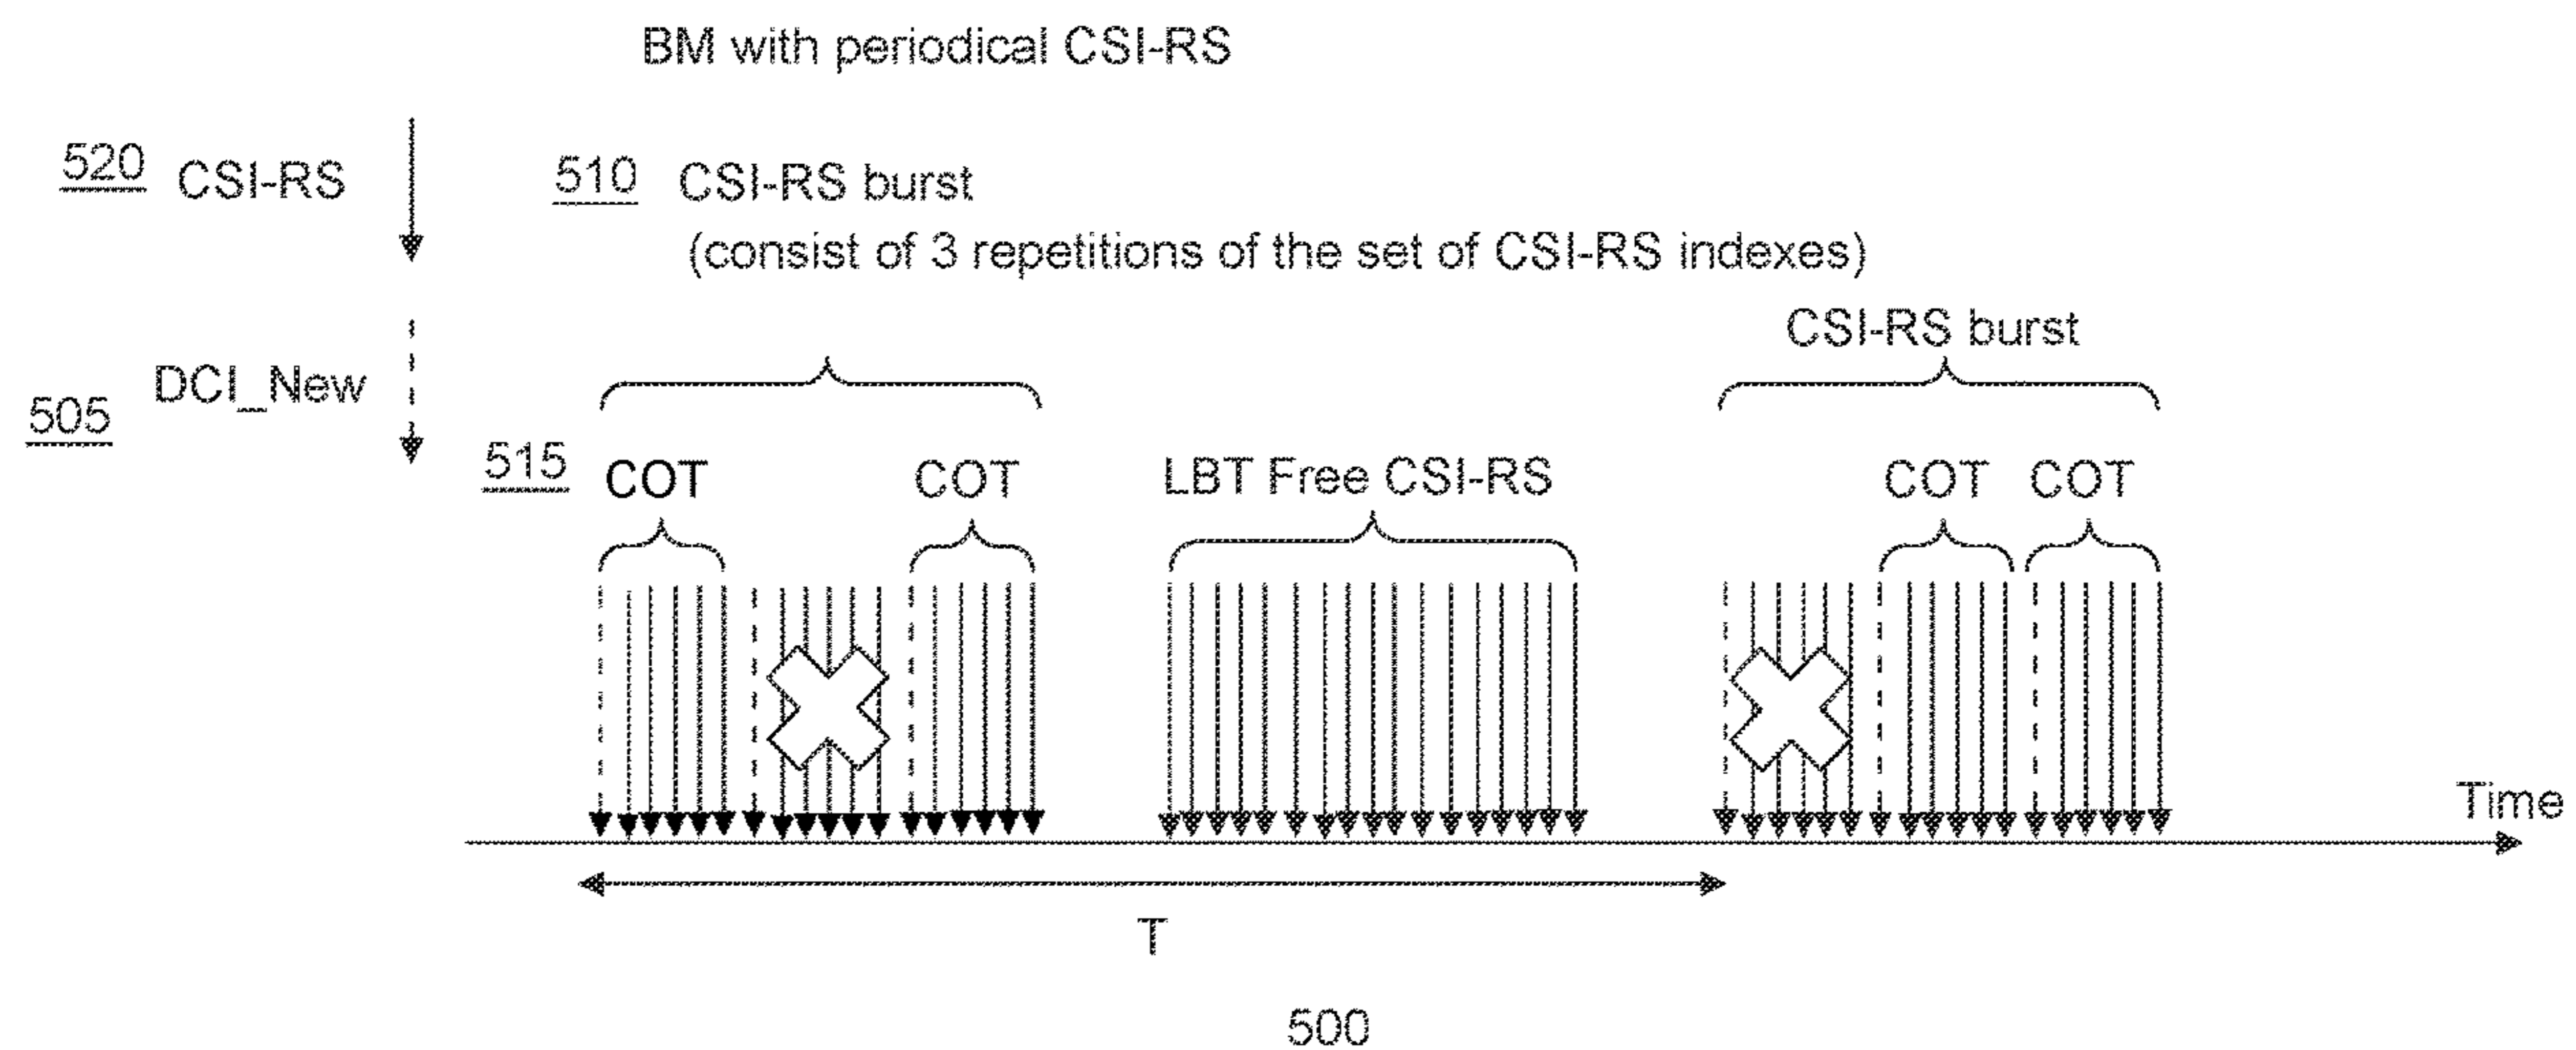 BM with periodical CSI-RS
520 CSI-RS
510 CSI-RS burst
(consist of 3 repetitions of the set of CSI-RS indexes)
CSI-RS burst
505 DCI_New
515 COT
COT
LBT Free CSI-RS
COT COT
Time
T
500